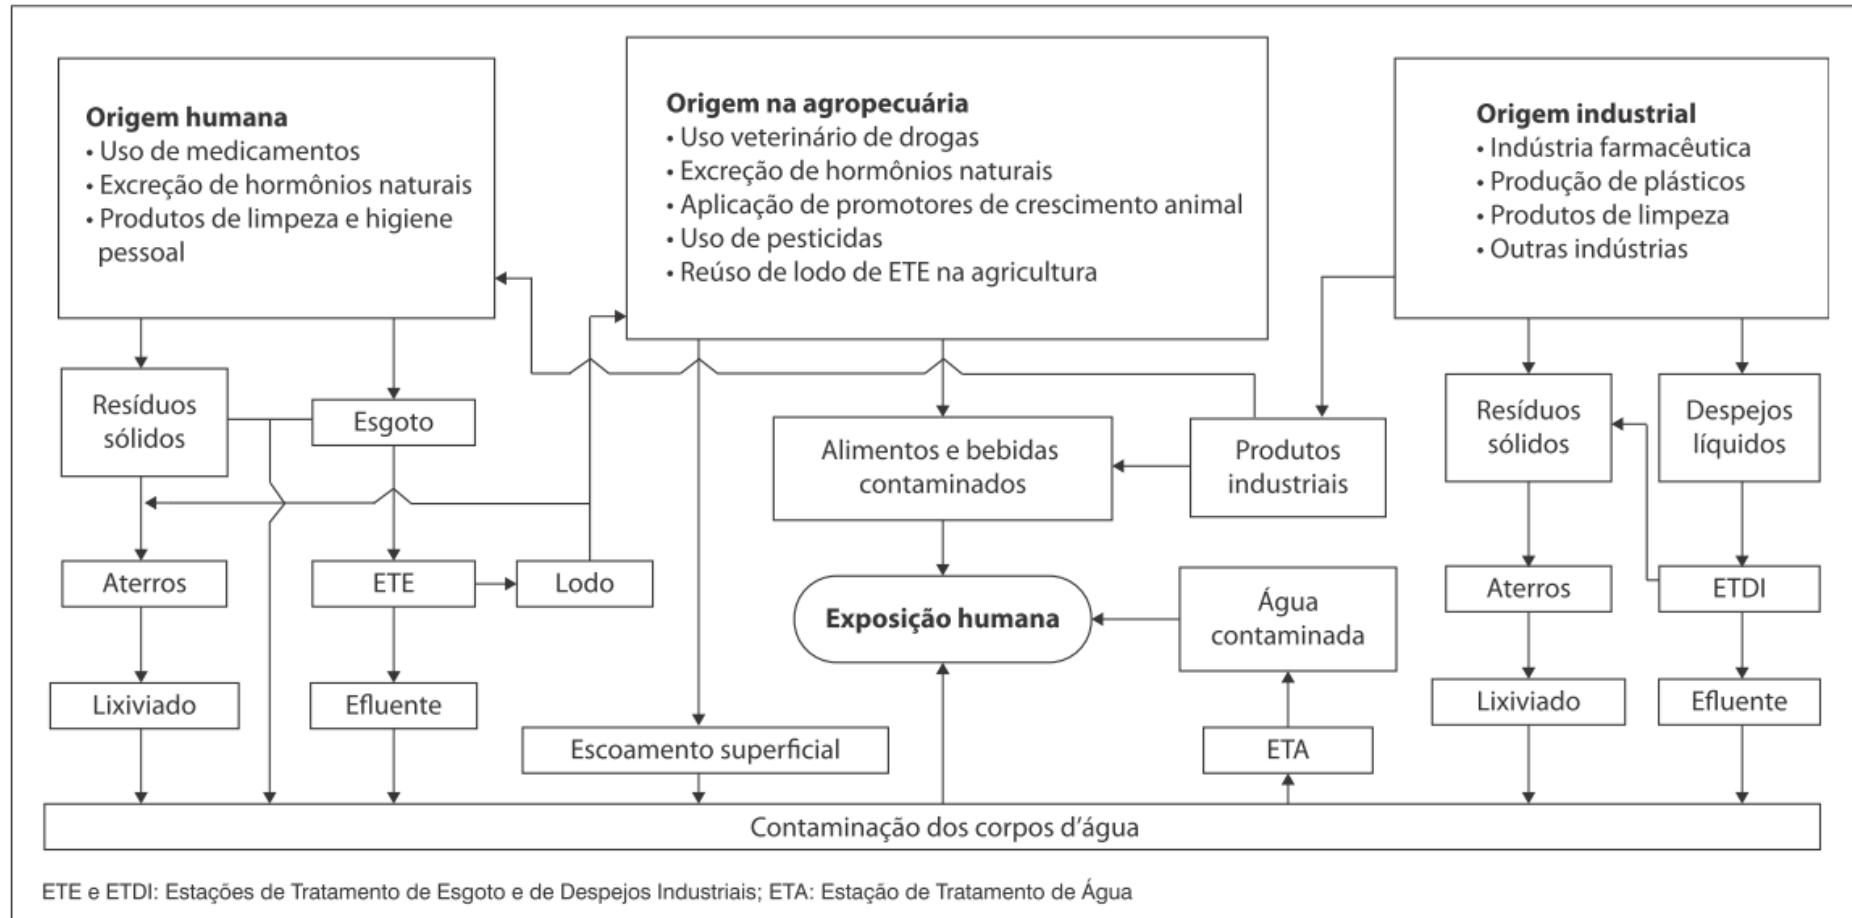 Origem humana
• Uso de medicamentos
• Excreção de hormônios naturais
• Produtos de limpeza e higiene
pessoal
Origem na agropecuária
• Uso veterinário de drogas
• Excreção de hormônios naturais
• Aplicação de promotores de crescimento animal
• Uso de pesticidas
• Reúso de lodo de ETE na agricultura
Origem industrial
• Indústria farmacêutica
• Produção de plásticos
• Produtos de limpeza
• Outras indústrias
Resíduos
sólidos
Esgoto
Alimentos e bebidas
contaminados
Produtos
industriais
Resíduos
sólidos
Despejos
líquidos
Aterros
ETE
Lodo
Exposição humana
Água
contaminada
Aterros
ETDI
Lixiviado
Efluente
Escoamento superficial
ETA
Lixiviado
Efluente
Contaminação dos corpos d'água
ETE e ETDI: Estações de Tratamento de Esgoto e de Despejos Industriais; ETA: Estação de Tratamento de Água